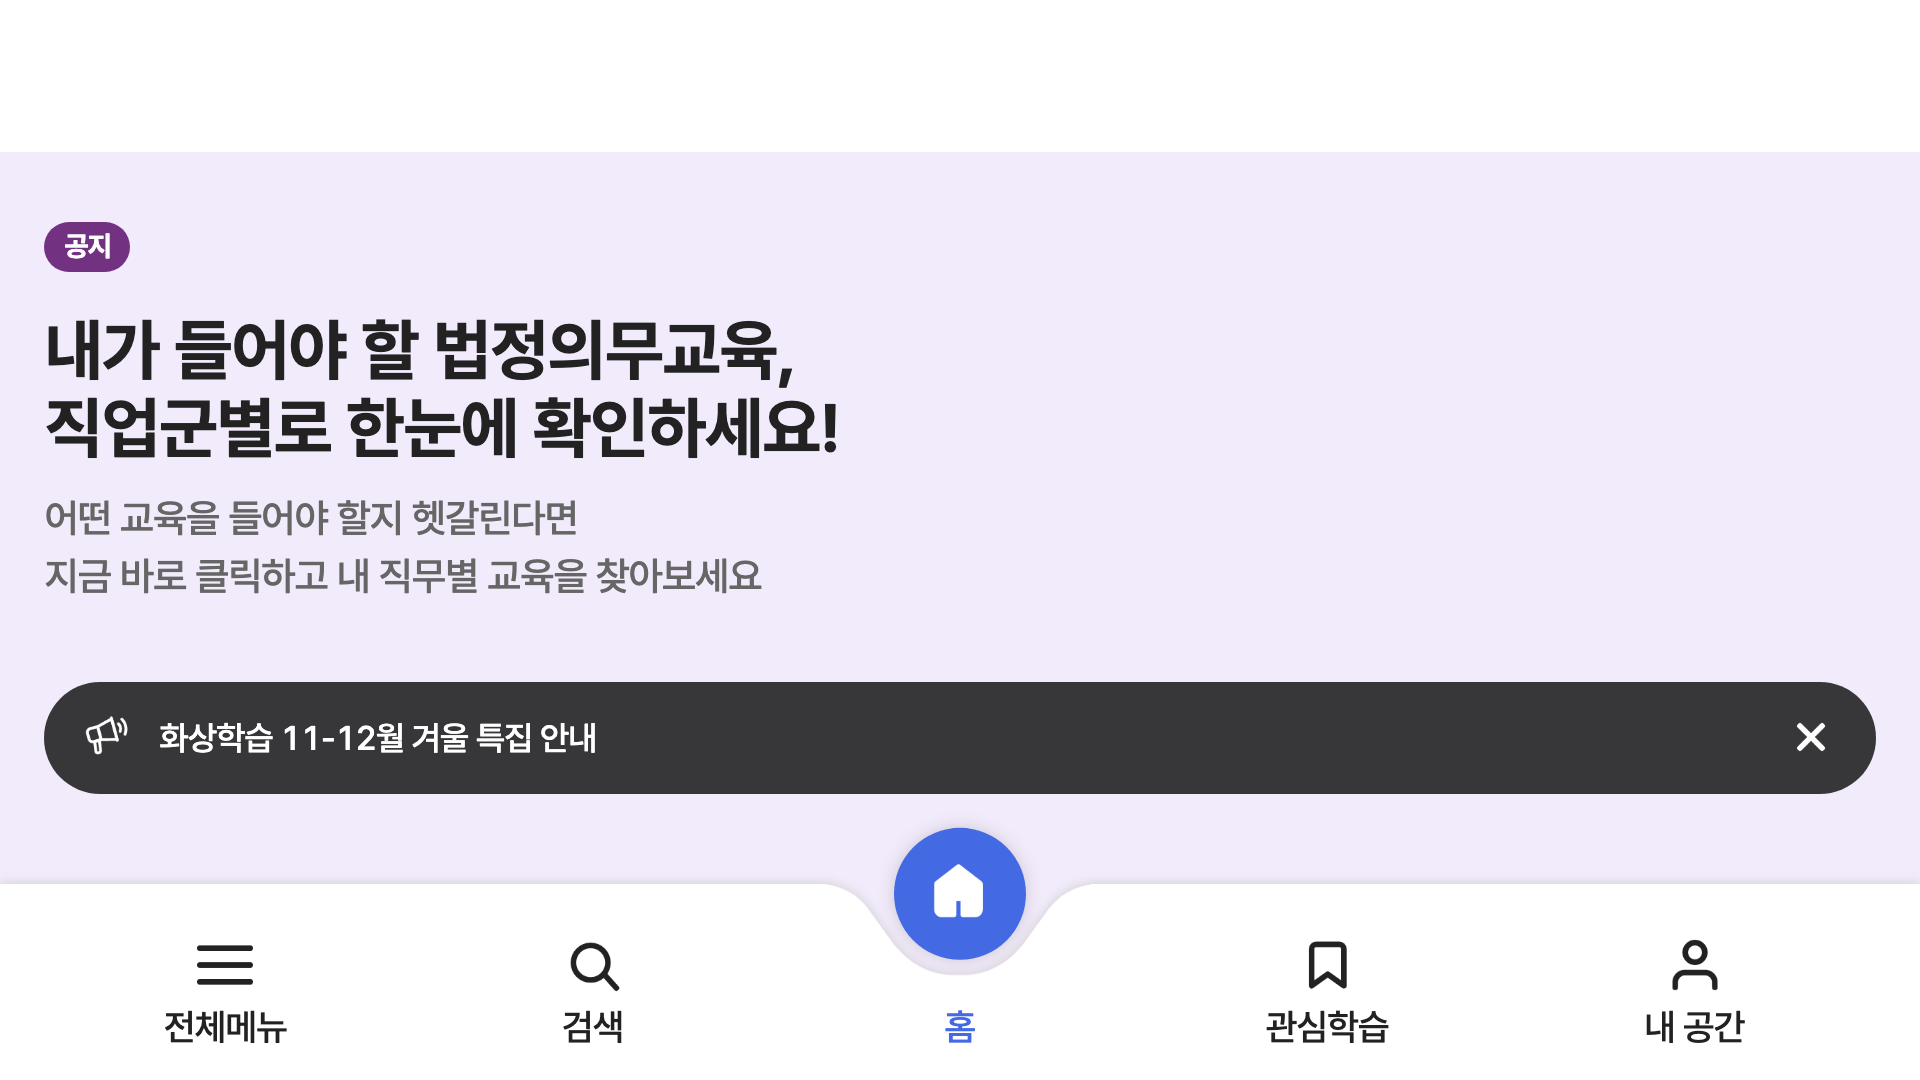 공지
내가 들어야 할 법정의무교육,
직업군별로 한눈에 확인하세요!
어떤 교육을 들어야 할지 헷갈린다면
지금 바로 클릭하고 내 직무별 교육을 찾아보세요
화상학습 11-12월 겨울 특집 안내
전체메뉴
검색
홈
관심학습
내 공간